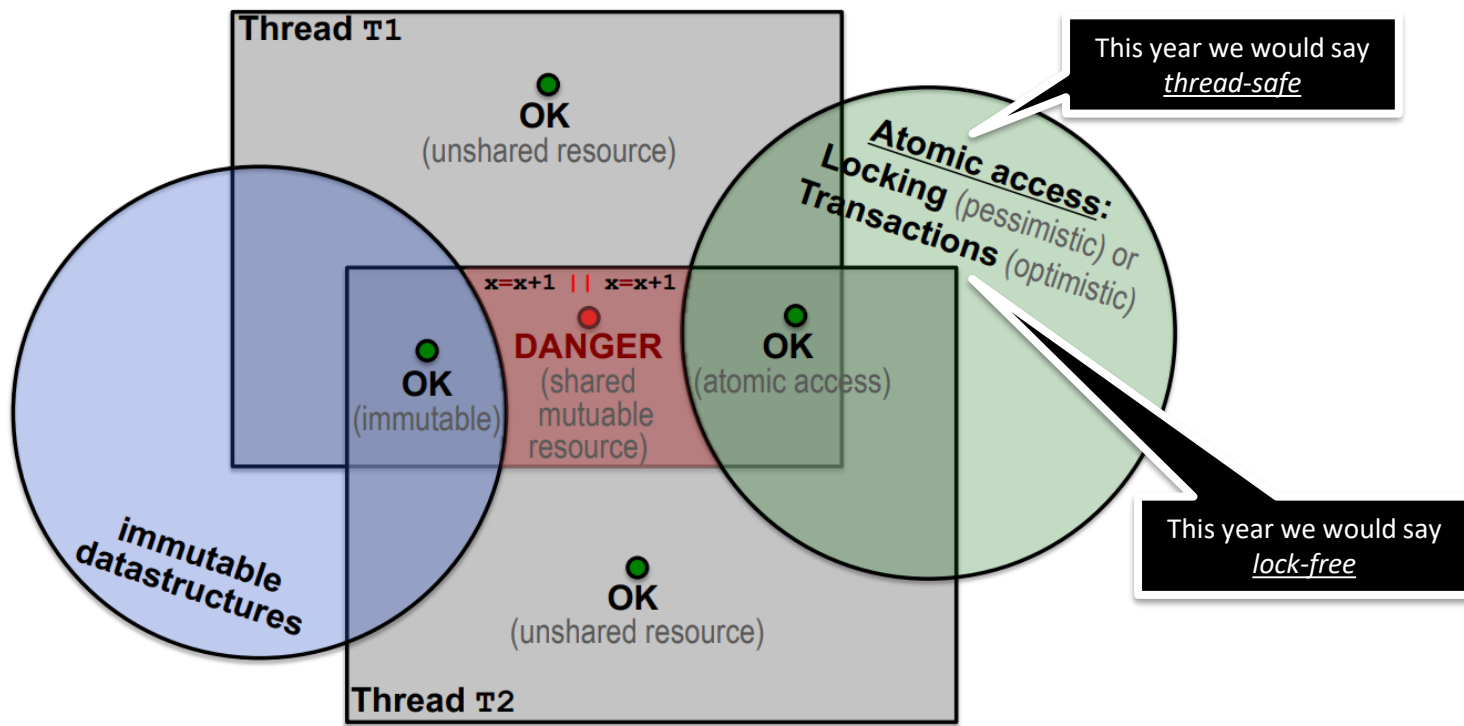 Thread T1
This year we would say
thread-safe
OK
(unshared resource)
Atomic access:
Locking (pessimistic) or
Transactions (optimistic)
x=x+1 || x=x+1
DANGER
(shared
mutuable
resource)
OK
(immutable)
OK
(atomic access)
This year we would say
lock-free
immutable
datastructures
OK
(unshared resource)
Thread T2